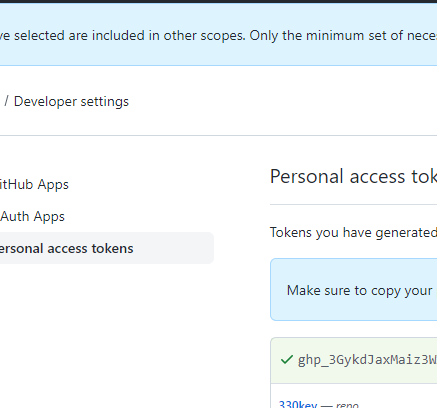 ve selected are included in other scopes. Only the minimum set of nece
/ Developer settings
itHub Apps
Personal access tok
Auth Apps
Tokens you have generated
ersonal access tokens
Make sure to copy your
ghp_3GykdJaxMaiz3W
330key — repo